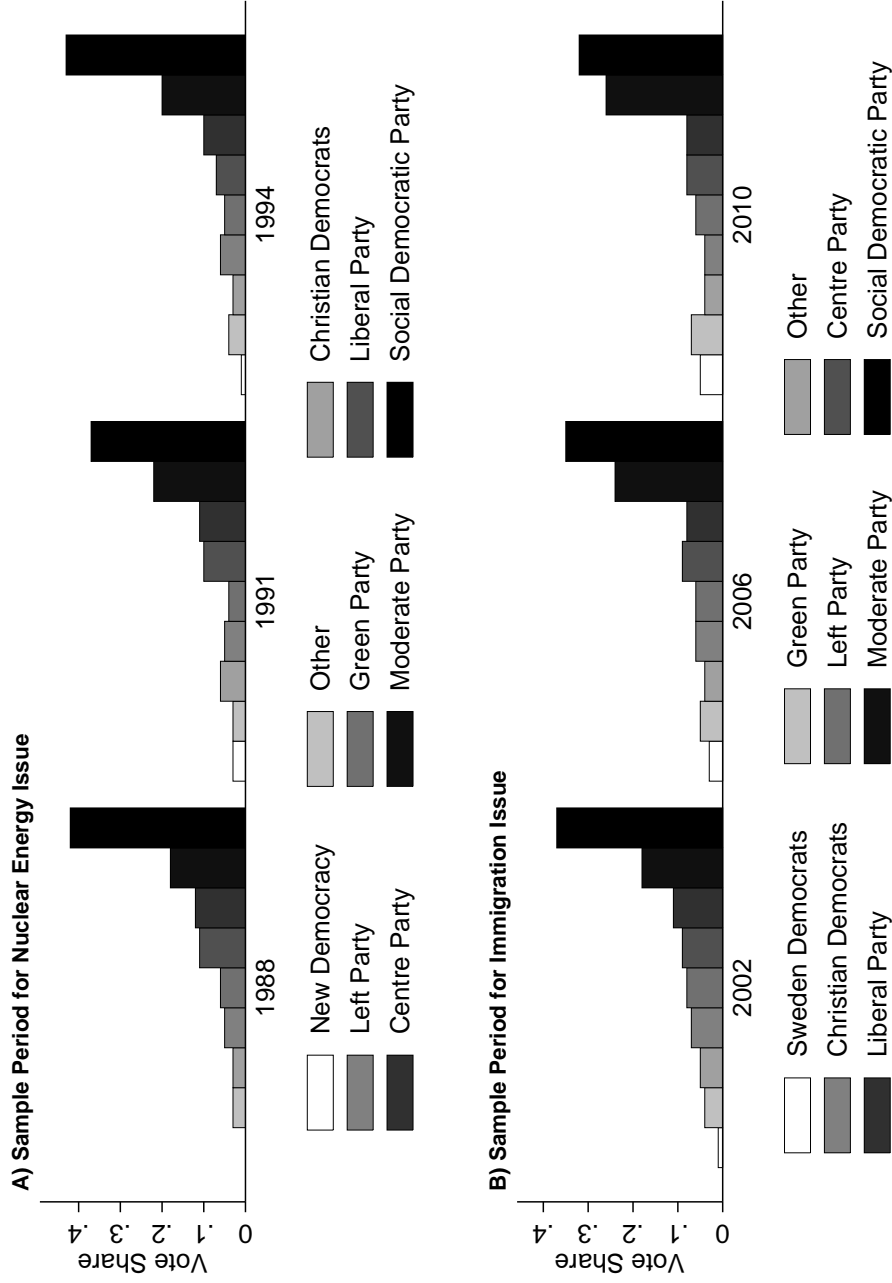 A) Sample Period for Nuclear Energy Issue
Vote Share
.4
.3
.2
.1
0
1988 1991 1994
New Democracy Other Christian Democrats
Left Party Green Party Liberal Party
Centre Party Moderate Party Social Democratic Party
B) Sample Period for Immigration Issue
Vote Share
.4
.3
.2
.1
0
2002 2006 2010
Sweden Democrats Green Party Other
Christian Democrats Left Party Centre Party
Liberal Party Moderate Party Social Democratic Party